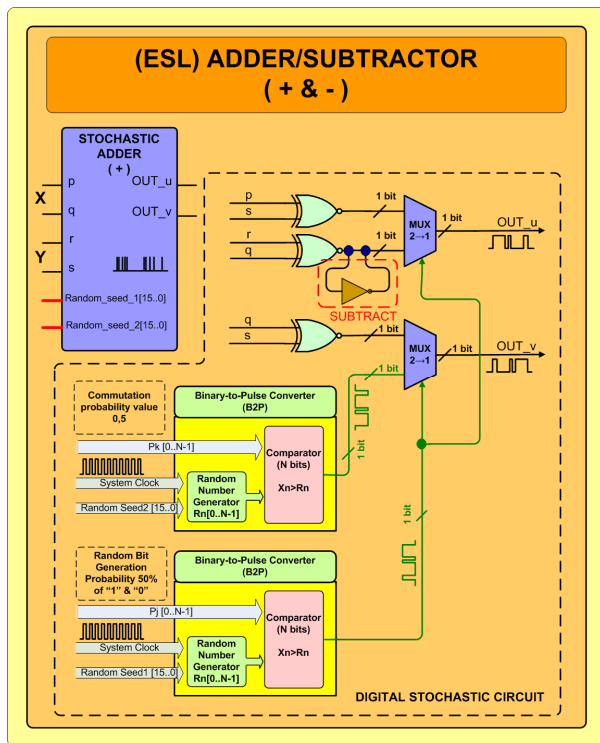 (ESL) ADDER/SUBTRACTOR
( + & - )
STOCHASTIC
ADDER
( + )
p
OUT_u
X
q
OUT_v
r
Y
s
Random_seed_1[15..0]
Random_seed_2[15..0]
p
s
1 bit
r
q
1 bit
MUX
2→1
1 bit
OUT_u
SUBTRACT
q
s
1 bit
MUX
2→1
1 bit
OUT_v
1 bit
Commutation
probability value
0,5
Binary-to-Pulse Converter
(B2P)
Pk [0..N-1]
System Clock
Random Seed2 [15..0]
Random
Number
Generator
Rn[0..N-1]
Comparator
(N bits)
Xn>Rn
1 bit
1 bit
Random Bit
Generation
Probability 50%
of “1” & “0”
Binary-to-Pulse Converter
(B2P)
Pj [0..N-1]
System Clock
Random Seed1 [15..0]
Random
Number
Generator
Rn[0..N-1]
Comparator
(N bits)
Xn>Rn
DIGITAL STOCHASTIC CIRCUIT